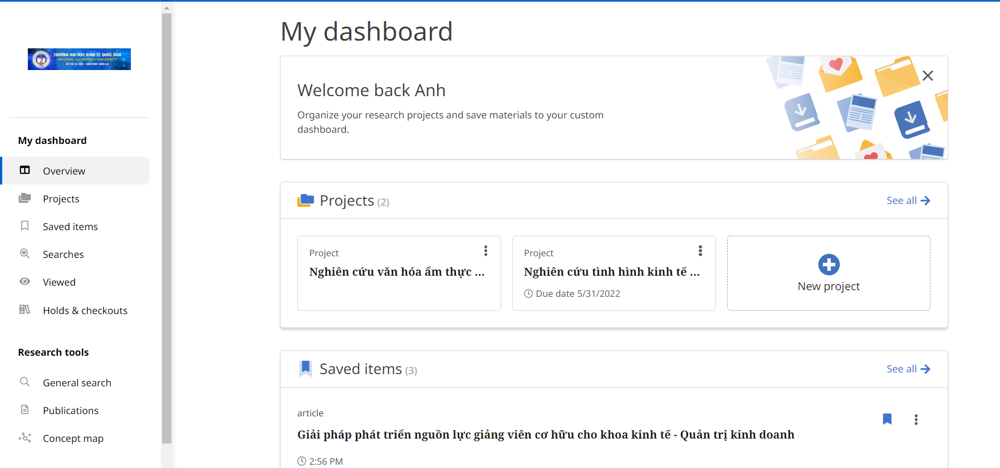 TRƯỜNG ĐẠI HỌC KINH TẾ QUỐC DÂN
NATIONAL ECONOMICS UNIVERSITY
My dashboard
Overview
Projects
Saved items
Searches
Viewed
Holds & checkouts
Research tools
General search
Publications
Concept map
My dashboard
Welcome back Anh
Organize your research projects and save materials to your custom
dashboard.
Projects (2)
See all
Project
Nghiên cứu văn hóa ẩm thực ...
Project
Nghiên cứu tình hình kinh tế ...
Due date 5/31/2022
New project
Saved items (3)
See all
article
Giải pháp phát triển nguồn lực giảng viên cơ hữu cho khoa kinh tế - Quản trị kinh doanh
2:56 PM